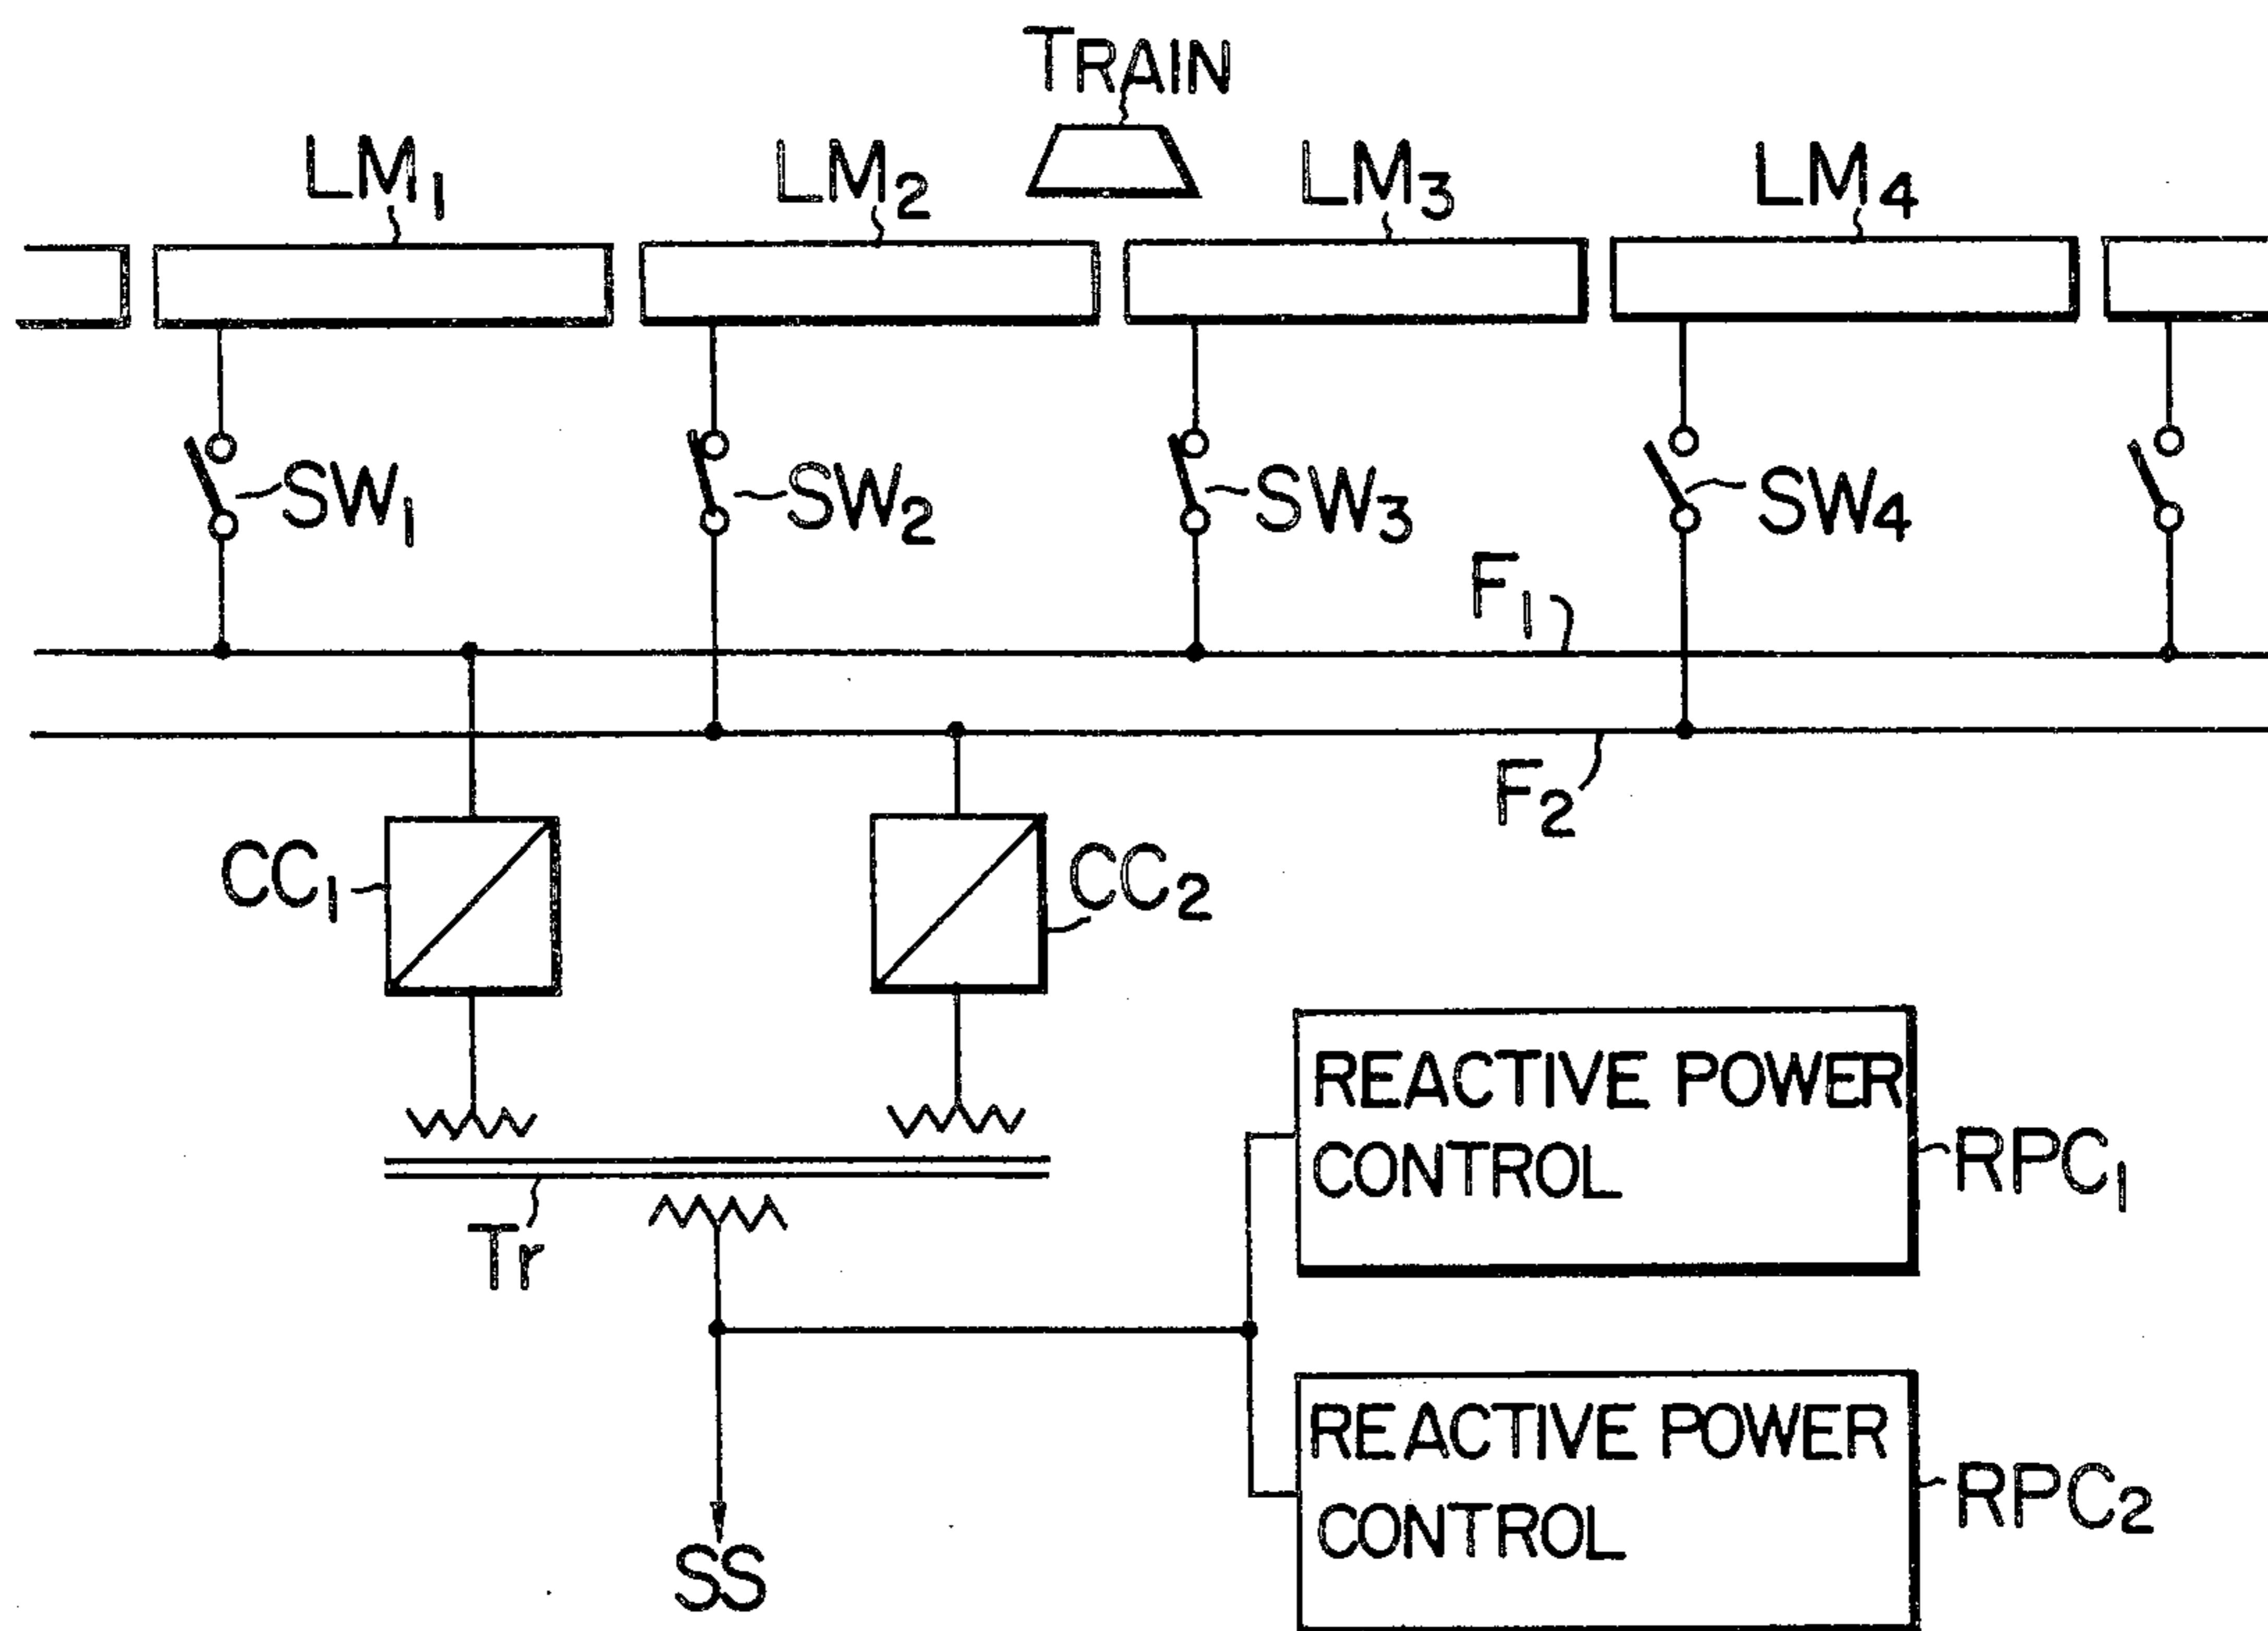 TRAIN
LM1
LM2
LM3
LM4
SW1
SW2
SW3
SW4
F1
F2
CC1
CC2
REACTIVE POWER
CONTROL
RPC1
Tr
REACTIVE POWER
CONTROL
RPC2
SS